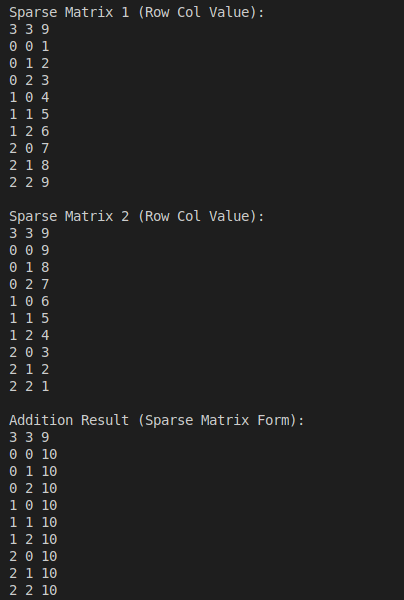 Sparse Matrix 1 (Row Col Value):
3 3 9
0 0 1
0 1 2
0 2 3
1 0 4
1 1 5
1 2 6
2 0 7
2 1 8
2 2 9

Sparse Matrix 2 (Row Col Value):
3 3 9
0 0 9
0 1 8
0 2 7
1 0 6
1 1 5
1 2 4
2 0 3
2 1 2
2 2 1

Addition Result (Sparse Matrix Form):
3 3 9
0 0 10
0 1 10
0 2 10
1 0 10
1 1 10
1 2 10
2 0 10
2 1 10
2 2 10